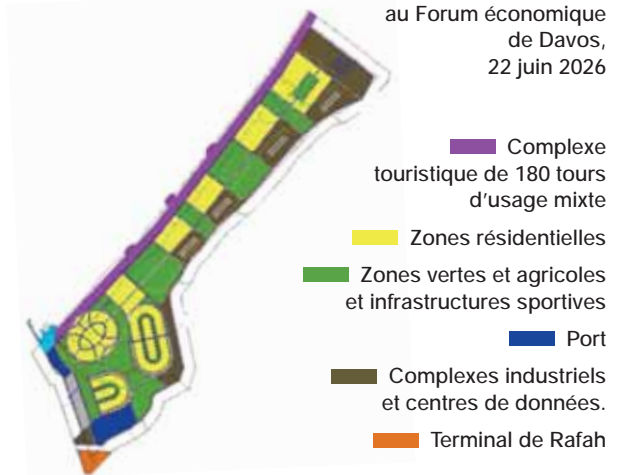 au Forum économique
de Davos,
22 juin 2026
Complexe
touristique de 180 tours
d'usage mixte
Zones résidentielles
Zones vertes et agricoles
et infrastructures sportives
Port
Complexes industriels
et centres de données.
Terminal de Rafah